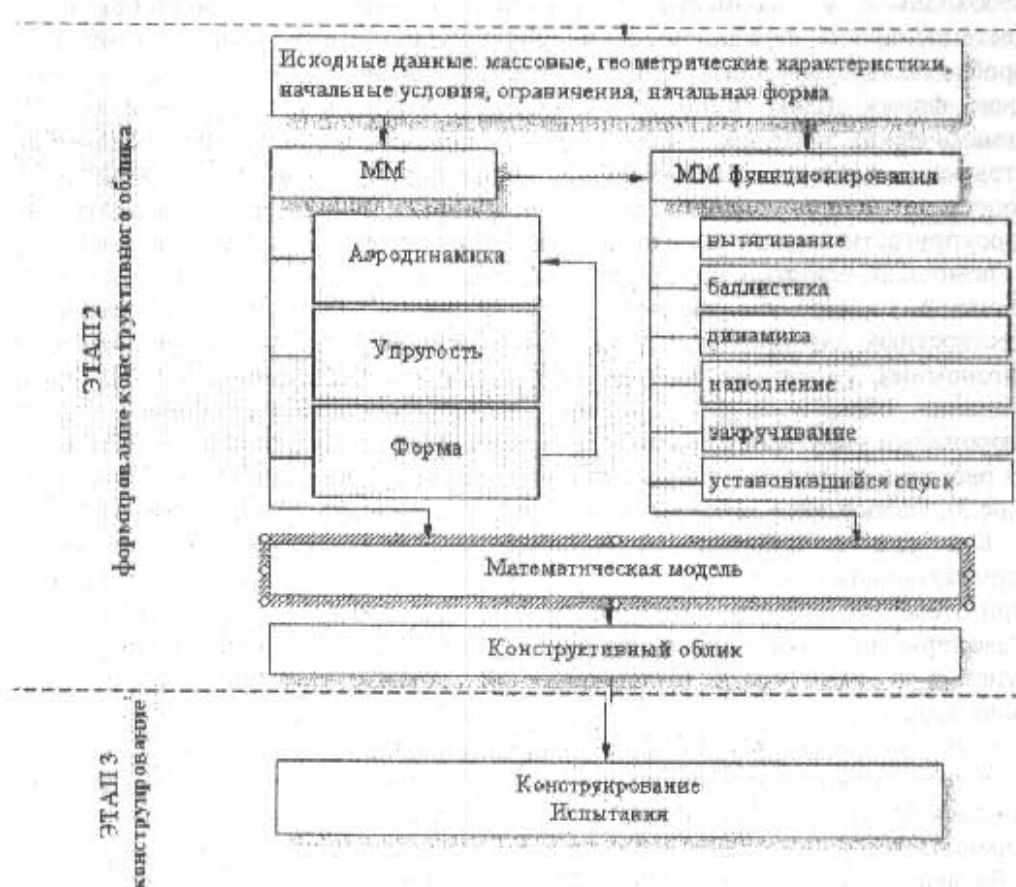 Исходные данные: массовые, геометрические характеристики,
начальные условия, ограничения, начальная форма
ММ
ММ функционирования
Аэродинамика
Упругость
Форма
вытягивание
баллистика
динамика
наполнение
закручивание
установившийся спуск
Математическая модель
Конструктивный облик
Конструирование
Испытания
ЭТАП 2
формирование конструктивного облика
ЭТАП 3
конструирование